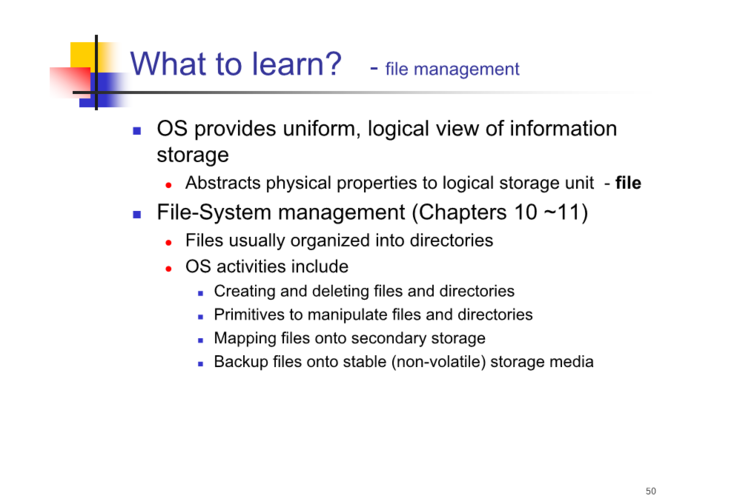 What to learn? - file management
OS provides uniform, logical view of information
storage
Abstracts physical properties to logical storage unit - file
File-System management (Chapters 10 ~11)
Files usually organized into directories
OS activities include
Creating and deleting files and directories
Primitives to manipulate files and directories
Mapping files onto secondary storage
Backup files onto stable (non-volatile) storage media
50